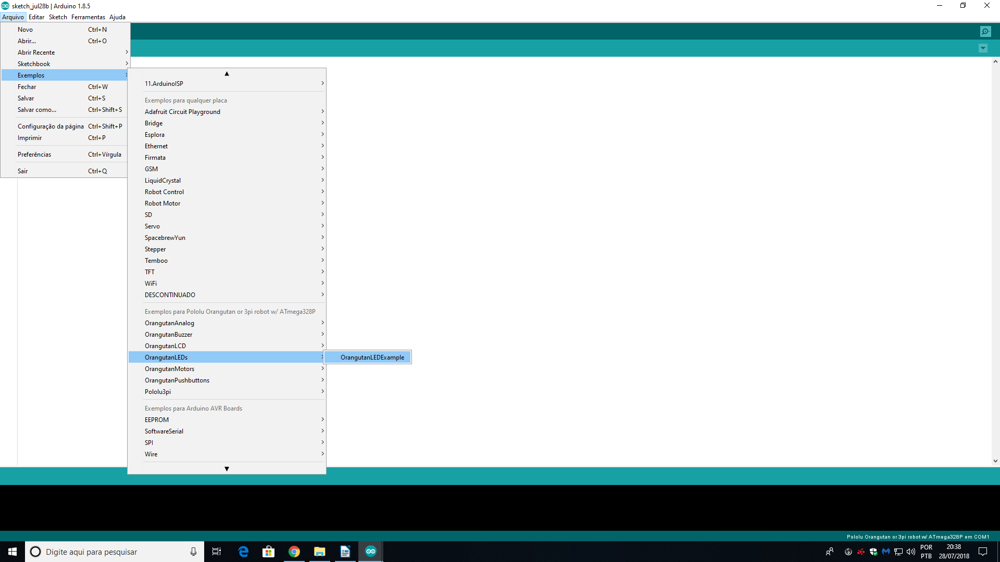 sketch_jul28b | Arduino 1.8.5
Arquivo Editar Sketch Ferramentas Ajuda
Novo Ctrl+N
Abrir... Ctrl+O
Abrir Recente
Sketchbook
Exemplos
Fechar Ctrl+W
Salvar Ctrl+S
Salvar como... Ctrl+Shift+S
Configuração da página Ctrl+Shift+P
Imprimir Ctrl+P
Preferências Ctrl+Vírgula
Sair Ctrl+Q
11.ArduinoISP
Exemplos para qualquer placa
Adafruit Circuit Playground
Bridge
Esplora
Ethernet
Firmata
GSM
LiquidCrystal
Robot Control
Robot Motor
SD
Servo
SpacebrewYun
Stepper
Temboo
TFT
WiFi
DESCONTINUADO
Exemplos para Pololu Orangutan or 3pi robot w/ ATmega328P
OrangutanAnalog
OrangutanBuzzer
OrangutanLCD
OrangutanLEDs
OrangutanLEDExample
OrangutanMotors
OrangutanPushbuttons
Pololu3pi
Exemplos para Arduino AVR Boards
EEPROM
SoftwareSerial
SPI
Wire
Pololu Orangutan or 3pi robot w/ ATmega328P em COM1
Digite aqui para pesquisar
POR
PTB
20:38
28/07/2018